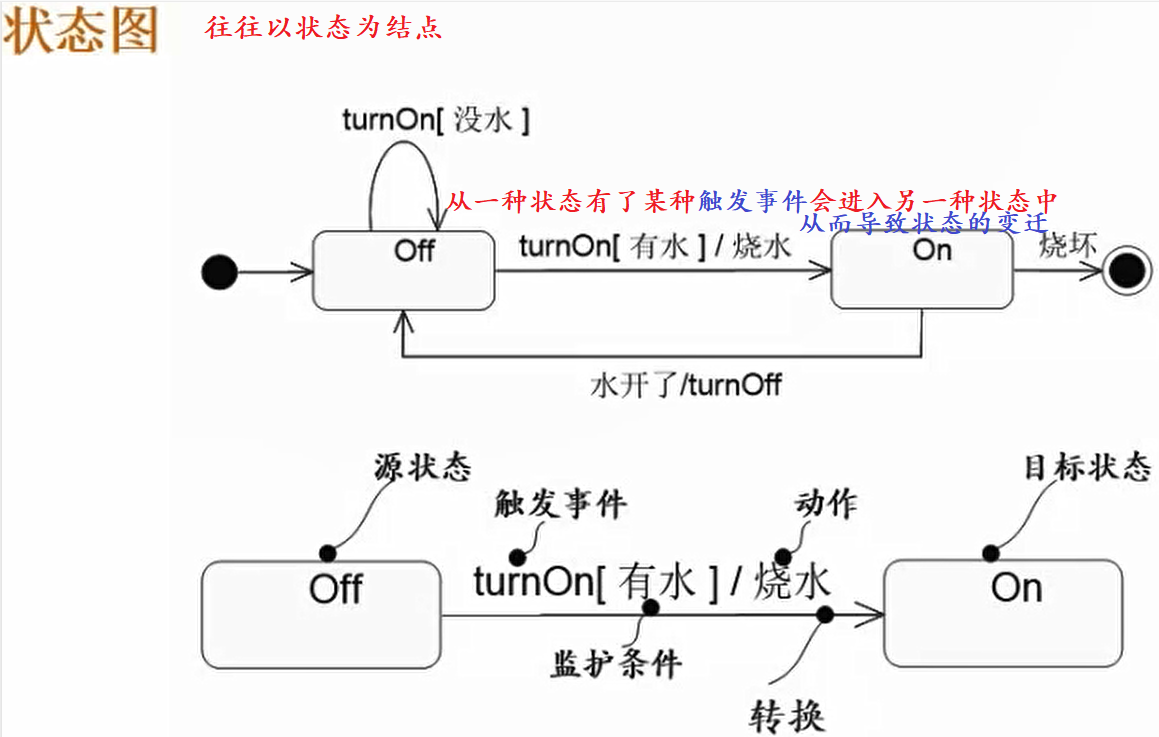 状态图
往往以状态为结点
turnOn[ 没水 ]
从一种状态有了某种触发事件会进入另一种状态中
从而导致状态的变迁
Off
turnOn[ 有水 ] / 烧水
On
烧坏
水开了/turnOff
源状态
目标状态
触发事件
动作
Off
turnOn[ 有水 ] / 烧水
On
监护条件
转换